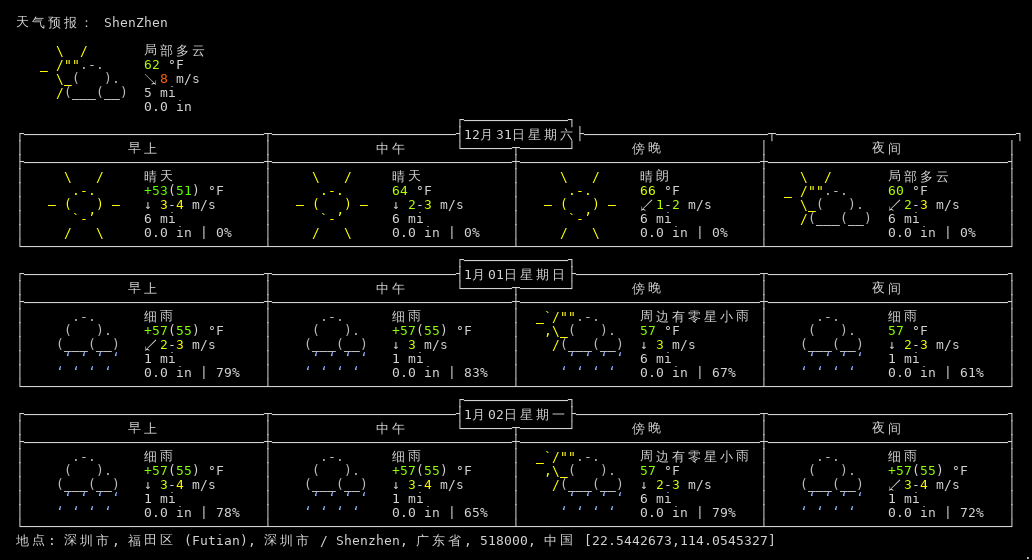 天气预报： ShenZhen
局部多云
62 °F
↘8 m/s
5 mi
0.0 in
12月31日星期六
早上 中午 傍晚 夜间
晴天 晴天 晴朗 局部多云
+53(51) °F 64 °F 66 °F 60 °F
↓ 3-4 m/s ↓ 2-3 m/s ↙1-2 m/s ↙2-3 m/s
6 mi 6 mi 6 mi 6 mi
0.0 in | 0% 0.0 in | 0% 0.0 in | 0% 0.0 in | 0%
1月01日星期日
早上 中午 傍晚 夜间
细雨 细雨 周边有零星小雨 细雨
+57(55) °F +57(55) °F 57 °F 57 °F
↙2-3 m/s ↓ 3 m/s ↓ 3 m/s ↓ 2-3 m/s
1 mi 1 mi 6 mi 1 mi
0.0 in | 79% 0.0 in | 83% 0.0 in | 67% 0.0 in | 61%
1月02日星期一
早上 中午 傍晚 夜间
细雨 细雨 周边有零星小雨 细雨
+57(55) °F +57(55) °F 57 °F +57(55) °F
↓ 3-4 m/s ↓ 3-4 m/s ↓ 2-3 m/s ↙3-4 m/s
1 mi 1 mi 6 mi 1 mi
0.0 in | 78% 0.0 in | 65% 0.0 in | 79% 0.0 in | 72%
地点: 深圳市, 福田区 (Futian), 深圳市 / Shenzhen, 广东省, 518000, 中国 [22.5442673,114.0545327]